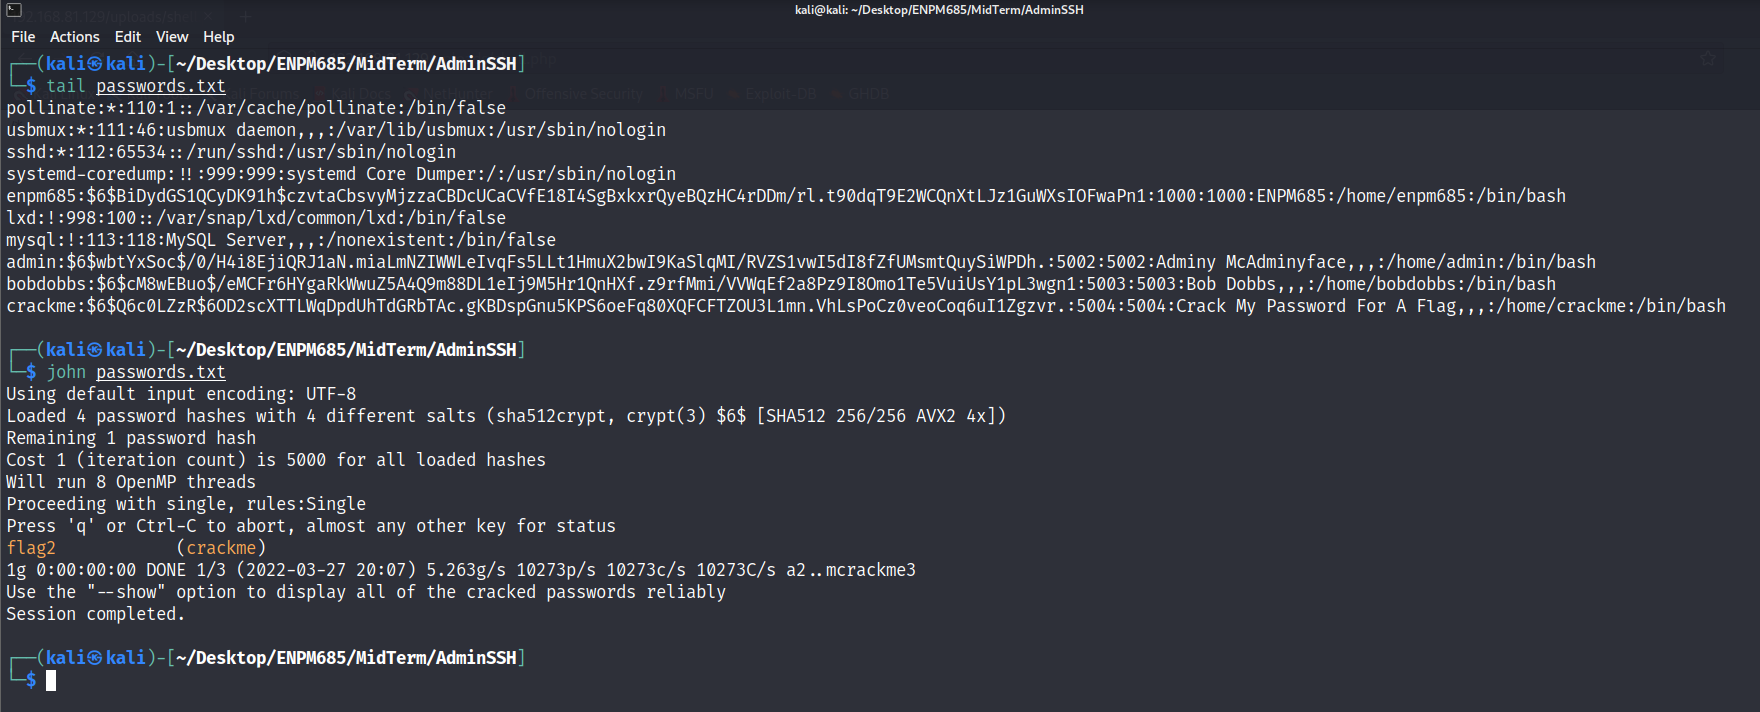 kali@kali: ~/Desktop/ENPM685/MidTerm/AdminSSH
File Actions Edit View Help
┌──(kali㉿kali)-[~/Desktop/ENPM685/MidTerm/AdminSSH]
└─$ tail passwords.txt
pollinate:*:110:1::/var/cache/pollinate:/bin/false
usbmux:*:111:46:usbmux daemon,,,:/var/lib/usbmux:/usr/sbin/nologin
sshd:*:112:65534::/run/sshd:/usr/sbin/nologin
systemd-coredump:!!:999:999:systemd Core Dumper:/:/usr/sbin/nologin
enpm685:$6$BiDydGS1QCyDK91h$czvtaCbsvyMjzzaCBDcUCaCVfE18I4SgBxkxrQyeBQzHC4rDDm/rl.t90dqT9E2WCQnXtLJz1GuWXsIOFwaPn1:1000:1000:ENPM685:/home/enpm685:/bin/bash
lxd:!:998:100::/var/snap/lxd/common/lxd:/bin/false
mysql:!:113:118:MySQL Server,,,:/nonexistent:/bin/false
admin:$6$wbtYxSoc$/0/H4i8EjiQRJ1aN.miaLmNZIWWLeIvqFs5LLt1HmuX2bwI9KaSlqMI/RVZS1vwI5dI8fZfUMsmtQuySiWPDh.:5002:5002:Adminy McAdminyface,,,:/home/admin:/bin/bash
bobdobbs:$6$cM8wEBuo$/eMCFr6HYgaRkWwuZ5A4Q9m88DL1eIj9M5Hr1QnHXf.z9rfMmi/VVWqEf2a8Pz9I8Omo1Te5VuiUsY1pL3wgn1:5003:5003:Bob Dobbs,,,:/home/bobdobbs:/bin/bash
crackme:$6$Q6c0LZzR$6OD2scXTTLWqDpdUhTdGRbTAc.gKBDspGnu5KPS6oeFq80XQFCFTZOU3L1mn.VhLsPoCz0veoCoq6uI1Zgzvr.:5004:5004:Crack My Password For A Flag,,,:/home/crackme:/bin/bash
┌──(kali㉿kali)-[~/Desktop/ENPM685/MidTerm/AdminSSH]
└─$ john passwords.txt
Using default input encoding: UTF-8
Loaded 4 password hashes with 4 different salts (sha512crypt, crypt(3) $6$ [SHA512 256/256 AVX2 4x])
Remaining 1 password hash
Cost 1 (iteration count) is 5000 for all loaded hashes
Will run 8 OpenMP threads
Proceeding with single, rules:Single
Press 'q' or Ctrl-C to abort, almost any other key for status
flag2 (crackme)
1g 0:00:00:00 DONE 1/3 (2022-03-27 20:07) 5.263g/s 10273p/s 10273c/s 10273C/s a2..mcrackme3
Use the "--show" option to display all of the cracked passwords reliably
Session completed.
┌──(kali㉿kali)-[~/Desktop/ENPM685/MidTerm/AdminSSH]
└─$